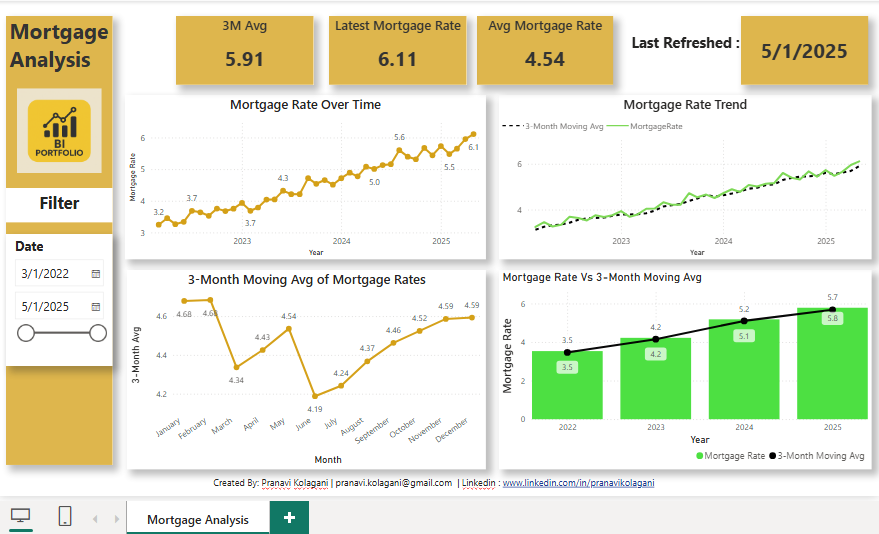 Mortgage
Analysis
BI
PORTFOLIO
Filter
Date
3/1/2022
5/1/2025
3M Avg
5.91
Latest Mortgage Rate
6.11
Avg Mortgage Rate
4.54
Last Refreshed :
5/1/2025
Mortgage Rate Over Time
Mortgage Rate
6
5
4
3
3.2
3.7
3.7
4.3
5.0
5.6
5.5
6.1
2023
2024
2025
Year
Mortgage Rate Trend
3-Month Moving Avg
MortgageRate
6
4
2023
2024
2025
Year
3-Month Moving Avg of Mortgage Rates
3-Month Avg
4.6
4.4
4.2
4.68
4.68
4.34
4.43
4.54
4.19
4.24
4.37
4.46
4.52
4.59
4.59
January
February
March
April
May
June
July
August
September
October
November
December
Month
Mortgage Rate Vs 3-Month Moving Avg
Mortgage Rate
6
4
2
0
3.5
3.5
4.2
4.2
5.2
5.1
5.7
5.8
2022
2023
2024
2025
Year
Mortgage Rate
3-Month Moving Avg
Created By: Pranavi Kolagani | pranavi.kolagani@gmail.com | Linkedin : www.linkedin.com/in/pranavikolagani
Mortgage Analysis
+